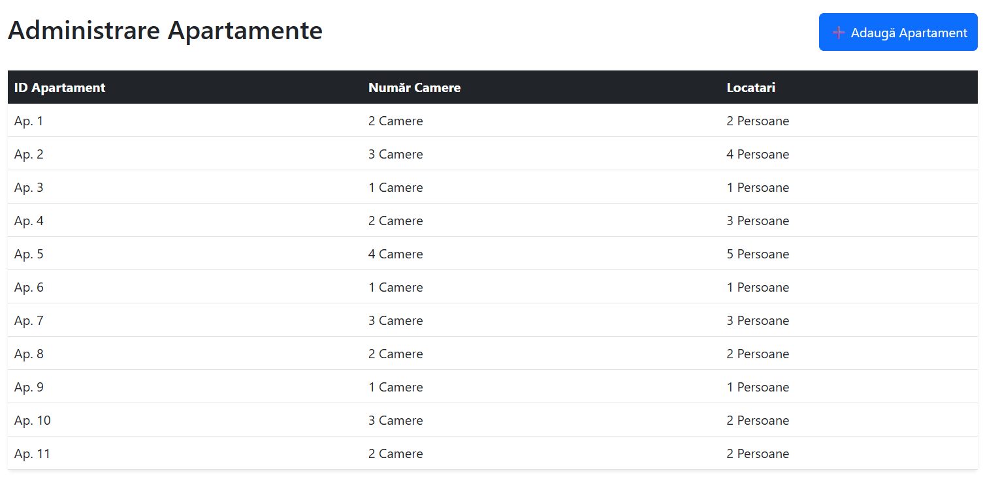 Administrare Apartamente
➕ Adaugă Apartament
ID Apartament Număr Camere Locatari
Ap. 1 2 Camere 2 Persoane
Ap. 2 3 Camere 4 Persoane
Ap. 3 1 Camere 1 Persoane
Ap. 4 2 Camere 3 Persoane
Ap. 5 4 Camere 5 Persoane
Ap. 6 1 Camere 1 Persoane
Ap. 7 3 Camere 3 Persoane
Ap. 8 2 Camere 2 Persoane
Ap. 9 1 Camere 1 Persoane
Ap. 10 3 Camere 2 Persoane
Ap. 11 2 Camere 2 Persoane